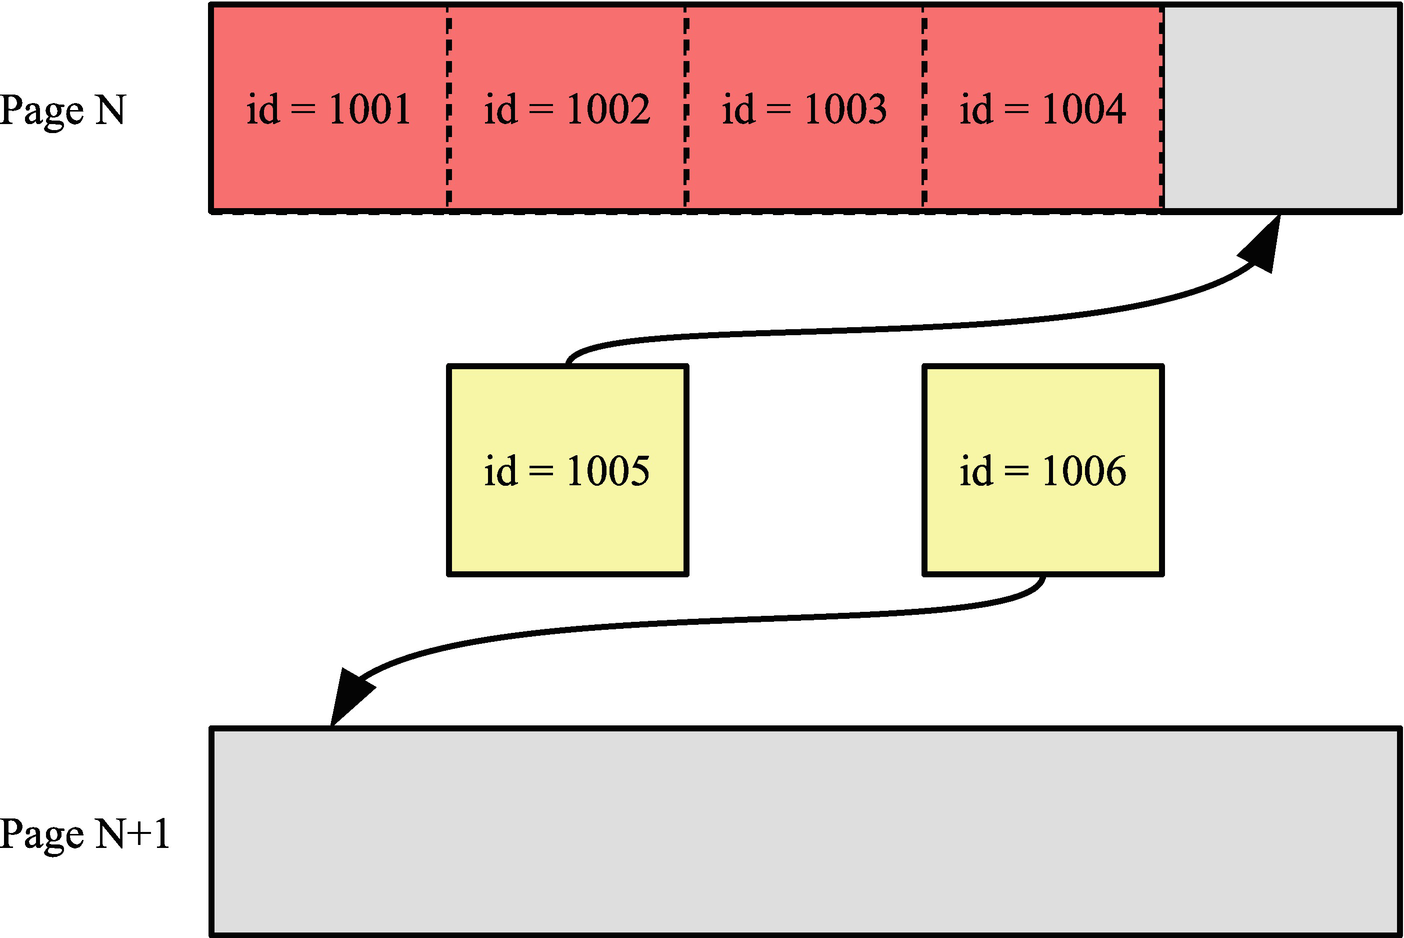 Page N
id = 1001
id = 1002
id = 1003
id = 1004
id = 1005
id = 1006
Page N+1